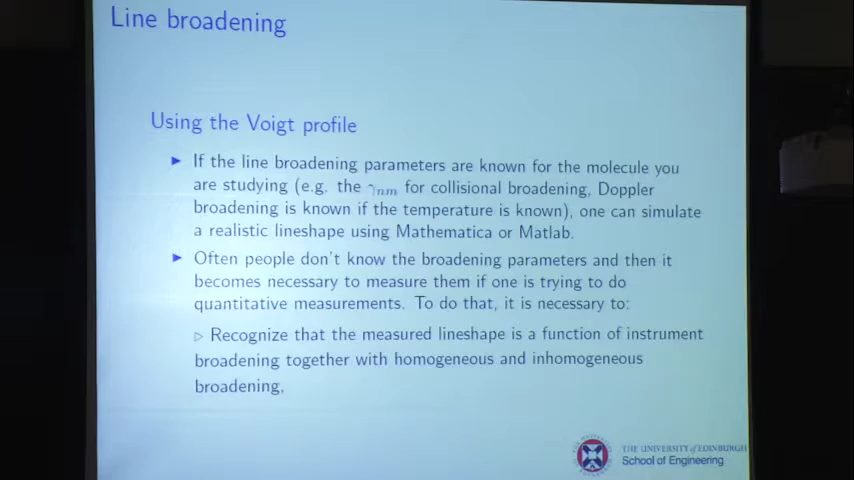 Line broadening
Using the Voigt profile
▶ If the line broadening parameters are known for the molecule you
are studying (e.g. the γnm for collisional broadening, Doppler
broadening is known if the temperature is known), one can simulate
a realistic lineshape using Mathematica or Matlab.
▶ Often people don't know the broadening parameters and then it
becomes necessary to measure them if one is trying to do
quantitative measurements. To do that, it is necessary to:
▷ Recognize that the measured lineshape is a function of instrument
broadening together with homogeneous and inhomogeneous
broadening,
THE UNIVERSITY of EDINBURGH
School of Engineering